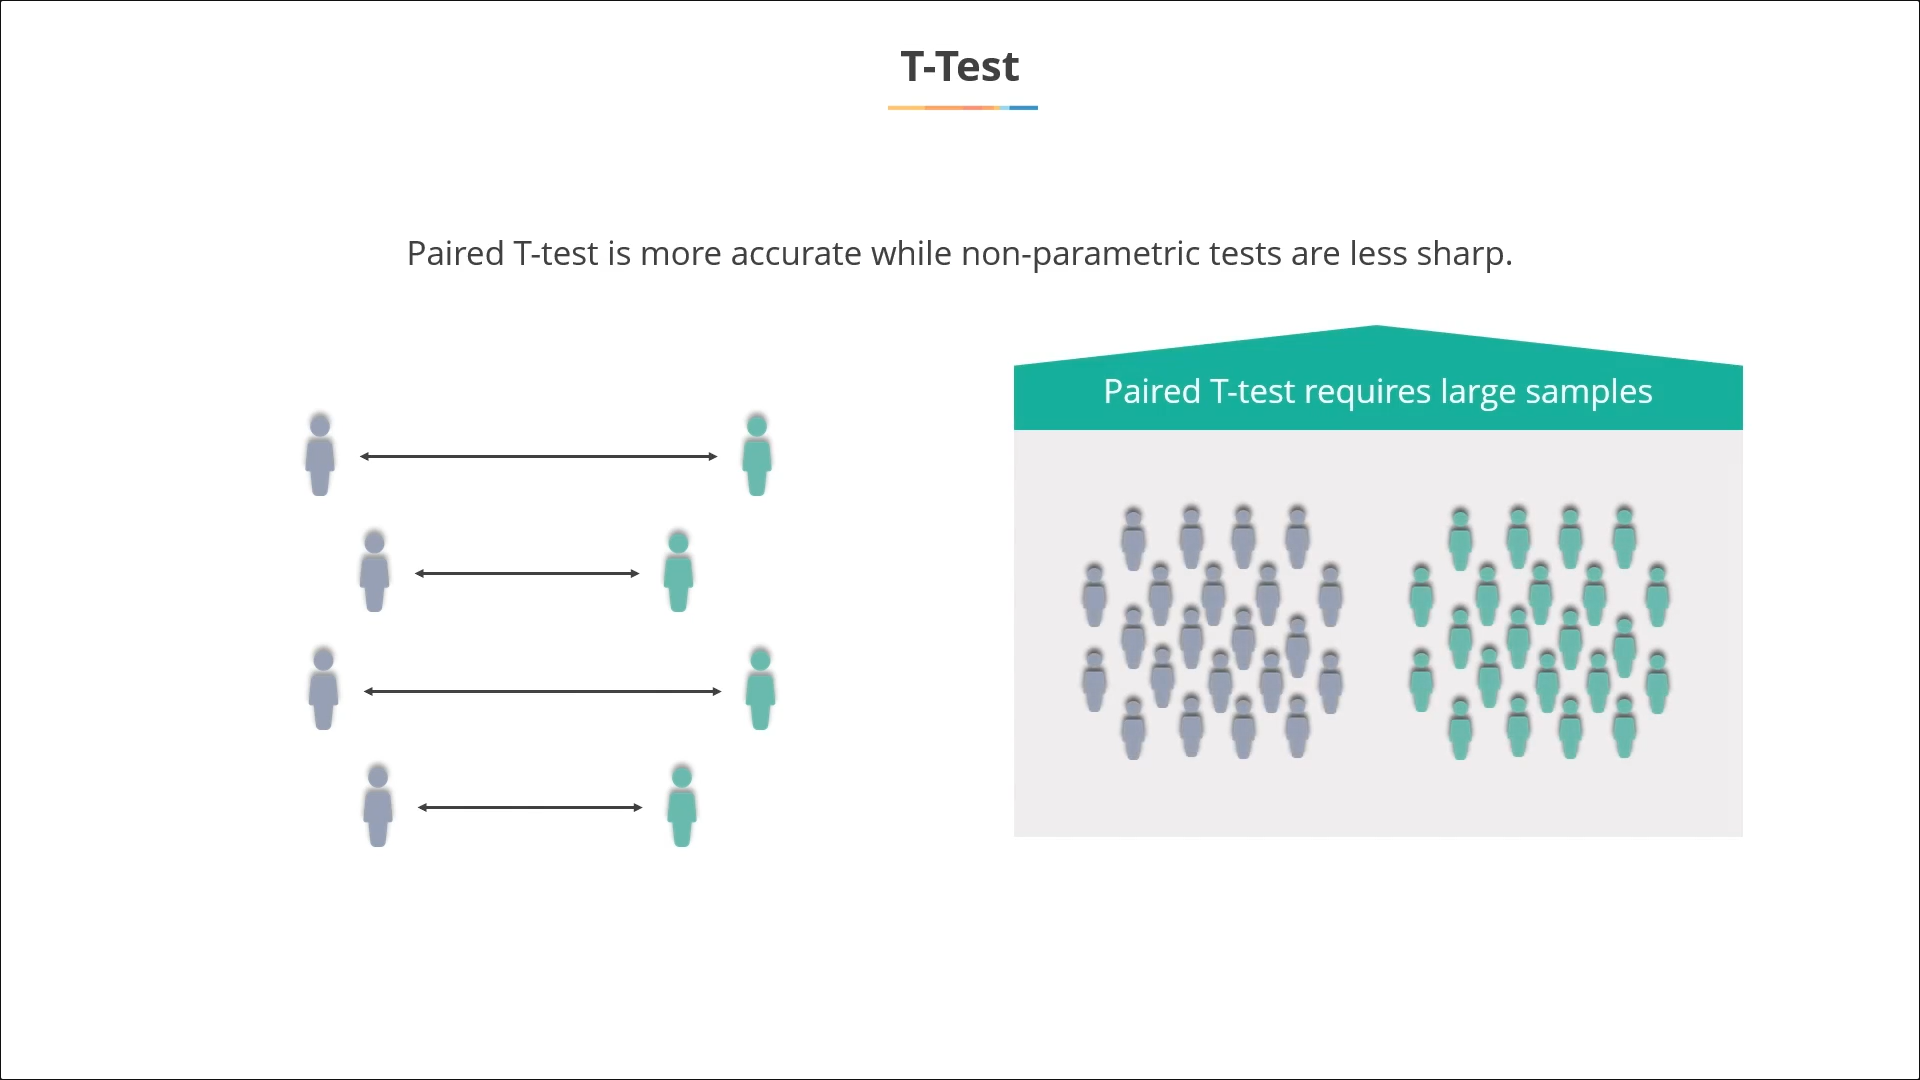 T-Test
Paired T-test is more accurate while non-parametric tests are less sharp.
Paired T-test requires large samples